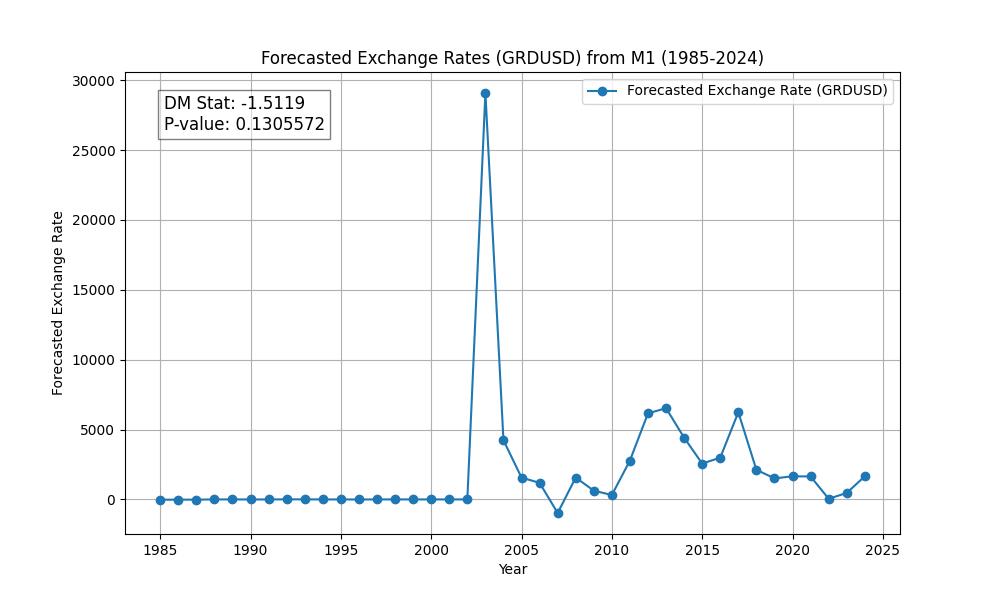 Forecasted Exchange Rates (GRDUSD) from M1 (1985-2024)
DM Stat: -1.5119
P-value: 0.1305572
Forecasted Exchange Rate (GRDUSD)
Forecasted Exchange Rate
30000
25000
20000
15000
10000
5000
0
1985 1990 1995 2000 2005 2010 2015 2020 2025
Year